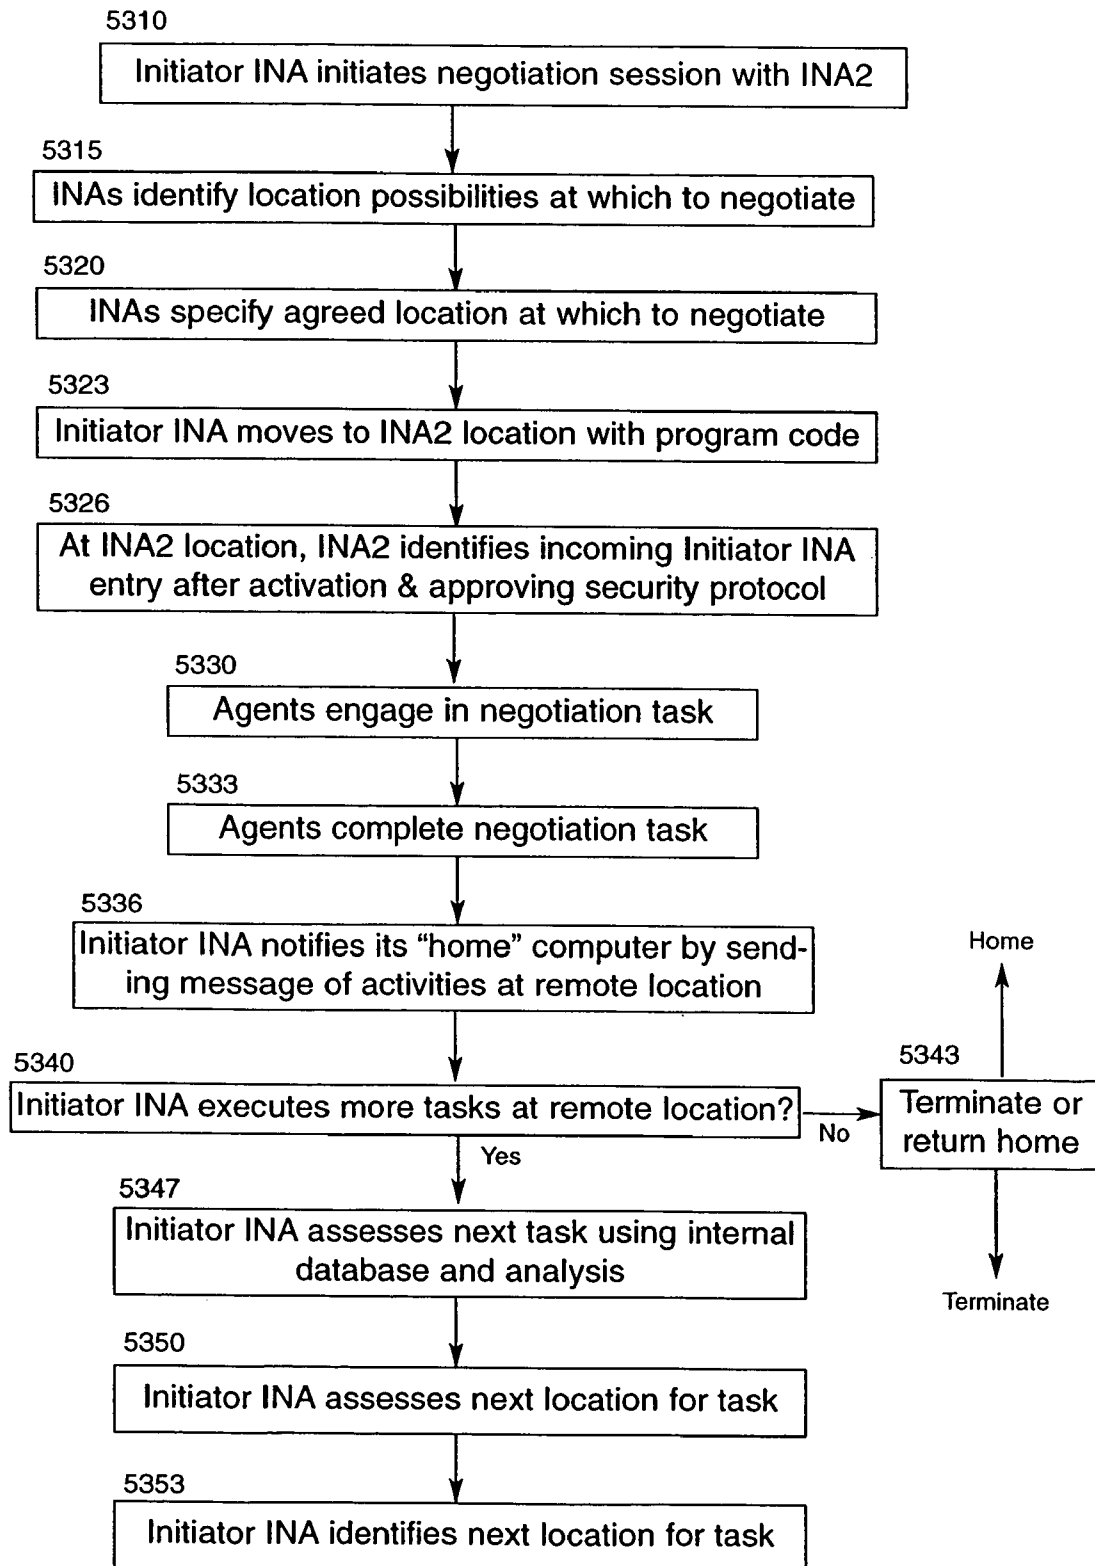 5310
Initiator INA initiates negotiation session with INA2
5315
INAs identify location possibilities at which to negotiate
5320
INAs specify agreed location at which to negotiate
5323
Initiator INA moves to INA2 location with program code
5326
At INA2 location, INA2 identifies incoming Initiator INA
entry after activation & approving security protocol
5330
Agents engage in negotiation task
5333
Agents complete negotiation task
5336
Initiator INA notifies its “home” computer by send-
ing message of activities at remote location
Home
5340
Initiator INA executes more tasks at remote location?
No
Yes
5343
Terminate or
return home
Terminate
5347
Initiator INA assesses next task using internal
database and analysis
5350
Initiator INA assesses next location for task
5353
Initiator INA identifies next location for task